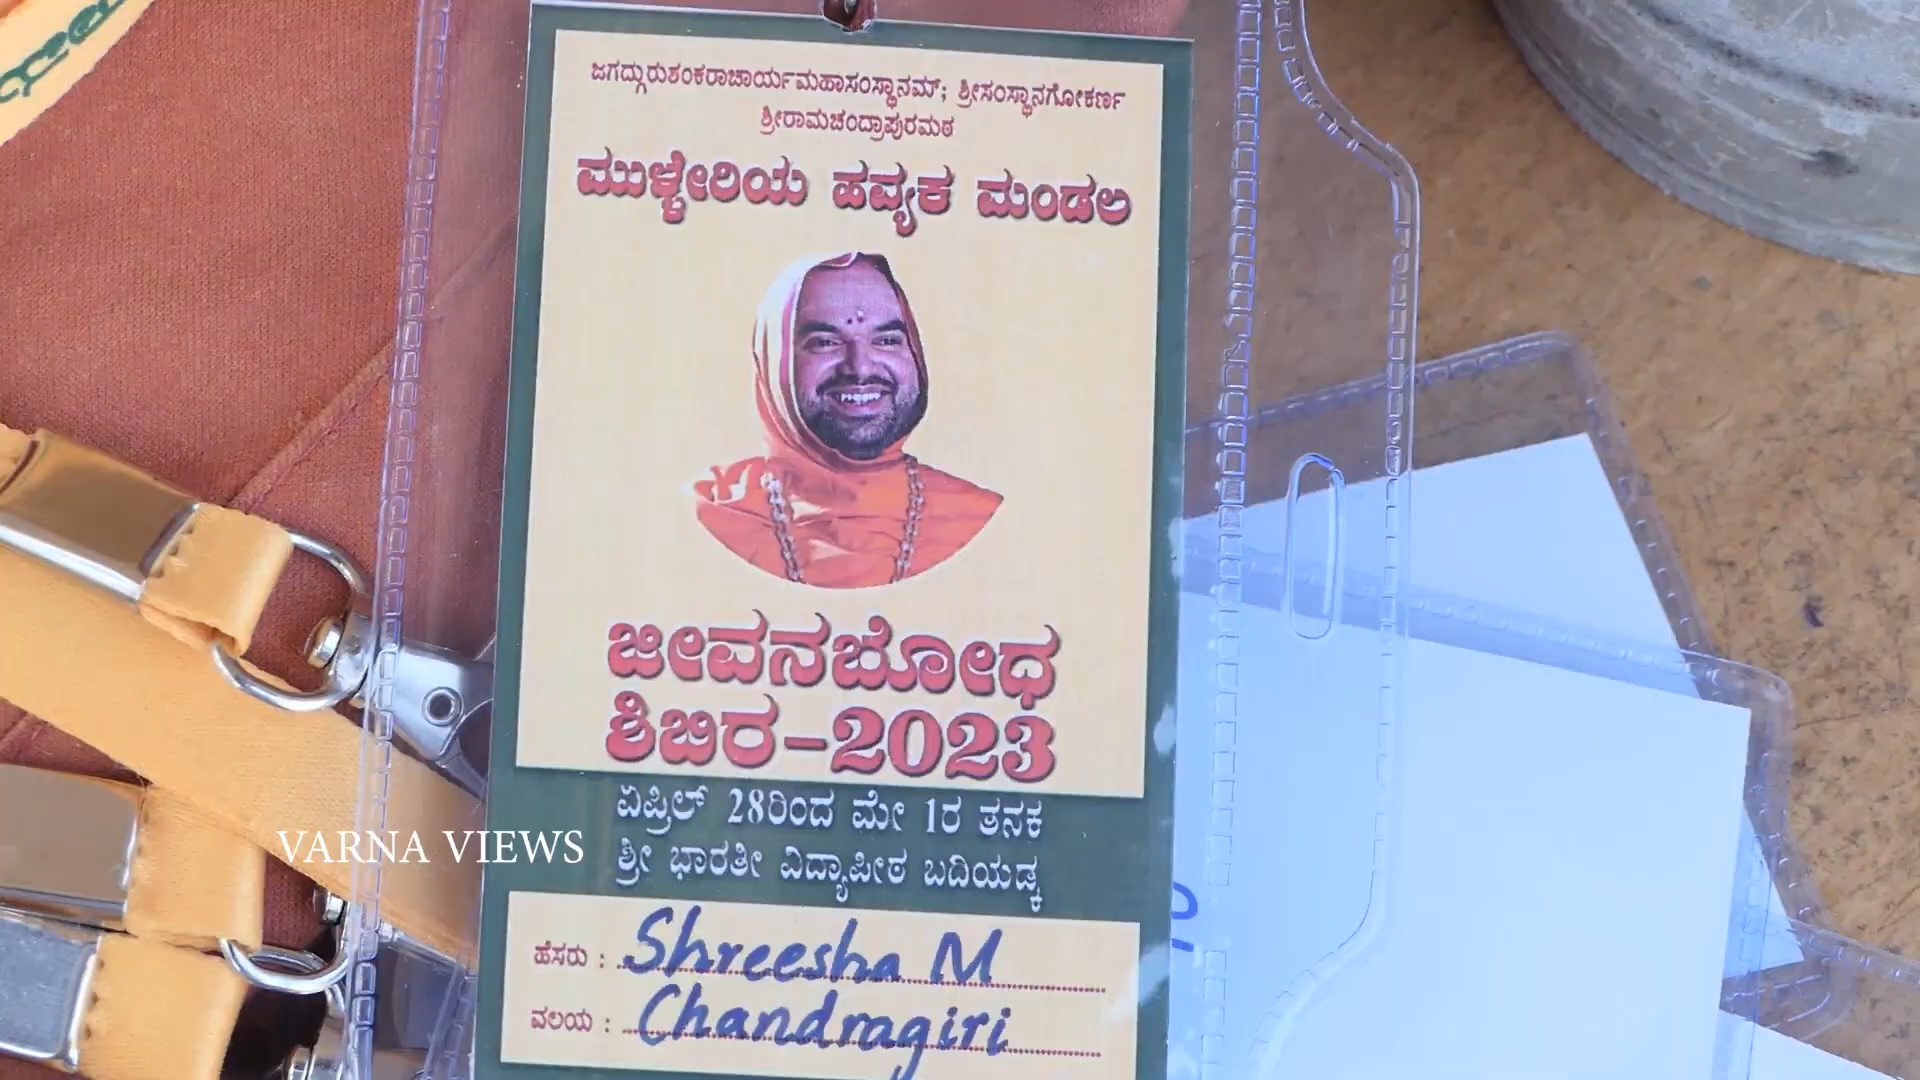 ಜಗದ್ಗುರುಶಂಕರಾಚಾರ್ಯಮಹಾಸಂಸ್ಥಾನಮ್; ಶ್ರೀಸಂಸ್ಥಾನಗೋಕರ್ಣ
ಶ್ರೀರಾಮಚಂದ್ರಾಪುರಮಠ
ಮುಳ್ಳೇರಿಯ ಹವ್ಯಕ ಮಂಡಲ
ಜೀವನಬೋಧ
ಶಿಬಿರ-2023
ಏಪ್ರಿಲ್ 28ರಿಂದ ಮೇ 1ರ ತನಕ
VARNA VIEWS
ಶ್ರೀ ಭಾರತೀ ವಿದ್ಯಾಪೀಠ ಬದಿಯಡ್ಕ
ಹೆಸರು : Shreesha M
ವಲಯ : Chandragiri